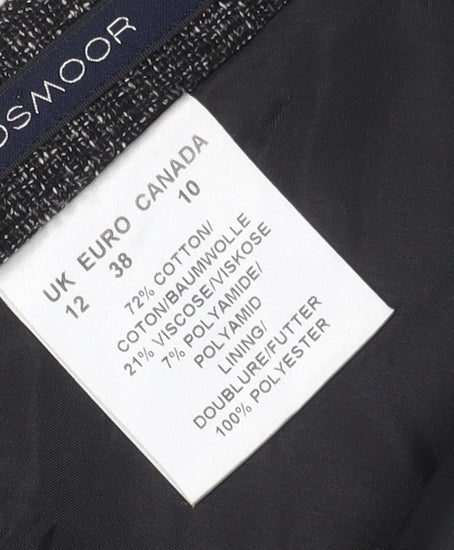 OSMOOR
UK EURO CANADA
12 38 10
72% COTTON/
COTON/BAUMWOLLE
21% VISCOSE/VISKOSE
7% POLYAMIDE/
POLYAMID
LINING/
DOUBLURE/FUTTER
100% POLYESTER